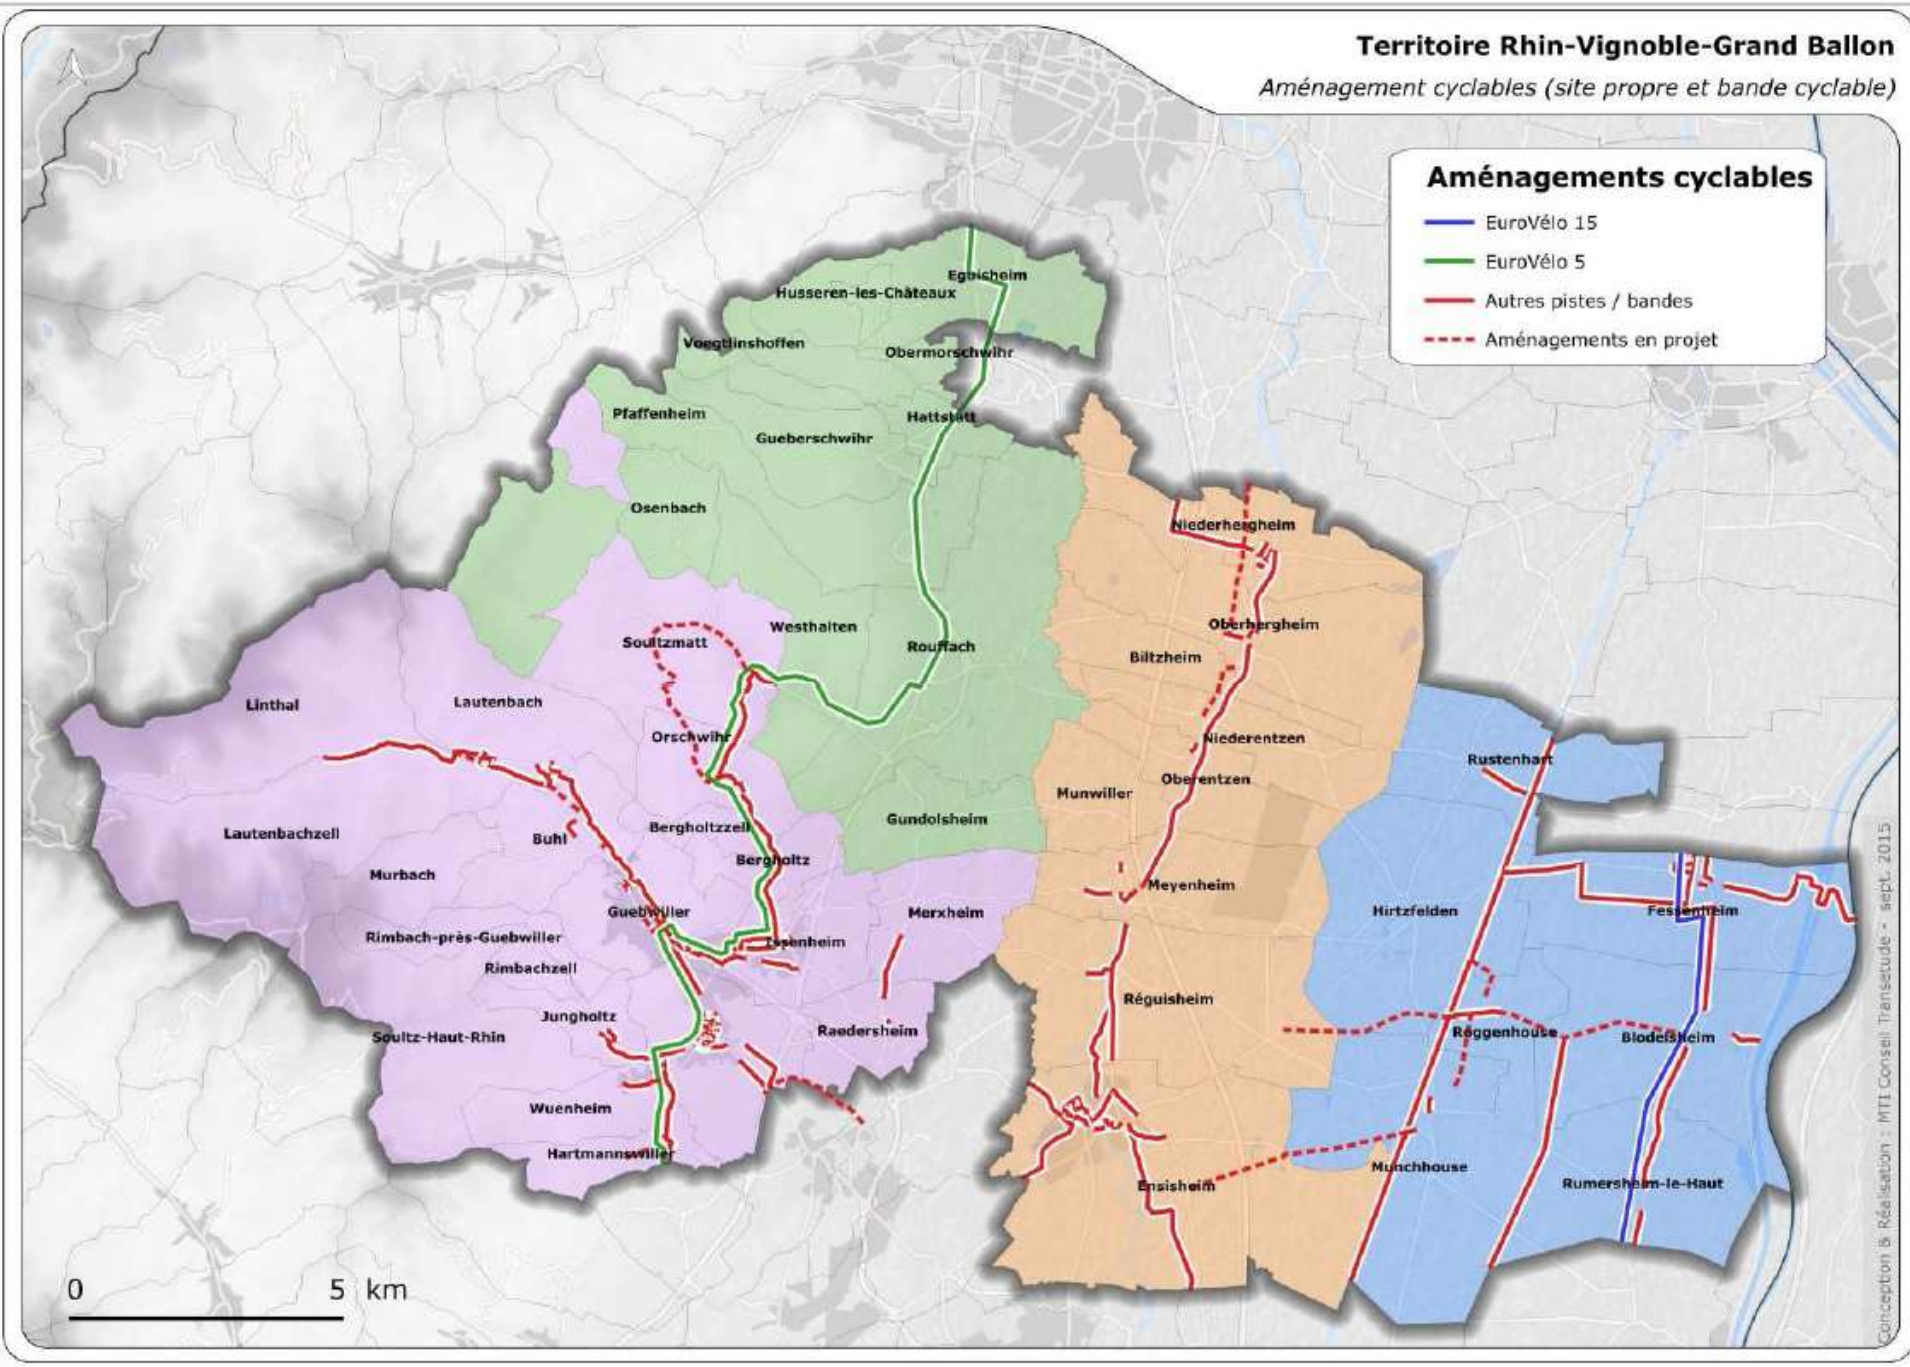 Territoire Rhin-Vignoble-Grand Ballon
Aménagement cyclables (site propre et bande cyclable)
Aménagements cyclables
EuroVélo 15
EuroVélo 5
Autres pistes / bandes
Aménagements en projet
Eguisheim
Husseren-les-Châteaux
Voegtlinshoffen
Obermorschwihr
Pfaffenheim
Hattstatt
Gueberschwihr
Osenbach
Niederhergheim
Westhalten
Oberhergheim
Soultzmatt
Rouffach
Biltzheim
Linthal
Lautenbach
Orschwihr
Niederentzen
Rustenhart
Oberentzen
Munwiller
Gundolsheim
Bergholtzzell
Lautenbachzell
Buhl
Bergholtz
Murbach
Meyenheim
Guebwiller
Merxheim
Hirtzfelden
Fessenheim
Rimbach-près-Guebwiller
Issenheim
Rimbachzell
Réguisheim
Jungholtz
Raedersheim
Soultz-Haut-Rhin
Roggenhouse
Blodelsheim
Wuenheim
Hartmannswiller
Munchhouse
Ensisheim
Rumersheim-le-Haut
0 5 km
Conception & Réalisation : MTI Conseil Transetude - sept. 2015